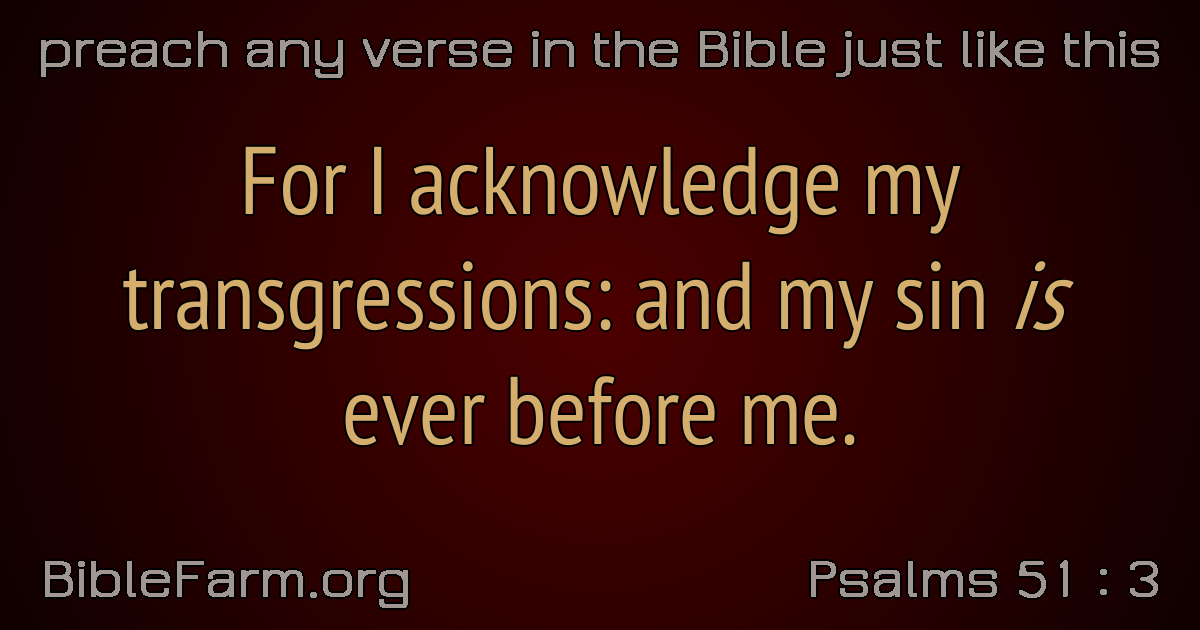 preach any verse in the Bible just like this
For I acknowledge my
transgressions: and my sin is
ever before me.
BibleFarm.org
Psalms 51 : 3